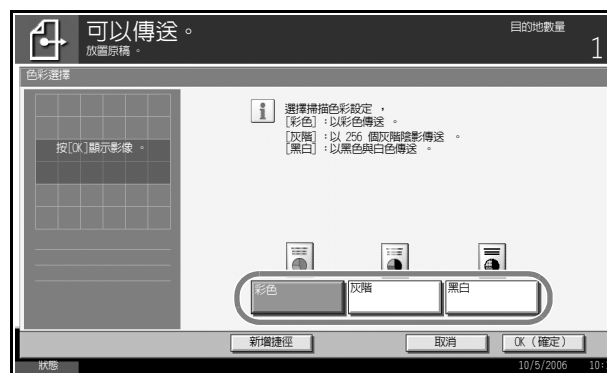 可以傳送。
放置原稿。
目的地數量
1
色彩選擇
按[OK]顯示影像。
選擇掃描色彩設定，
[彩色]：以彩色傳送。
[灰階]：以 256 個灰階陰影傳送。
[黑白]：以黑色與白色傳送。
彩色
灰階
黑白
新增捷徑
取消
OK（確定）
狀態
10/5/2006 10: